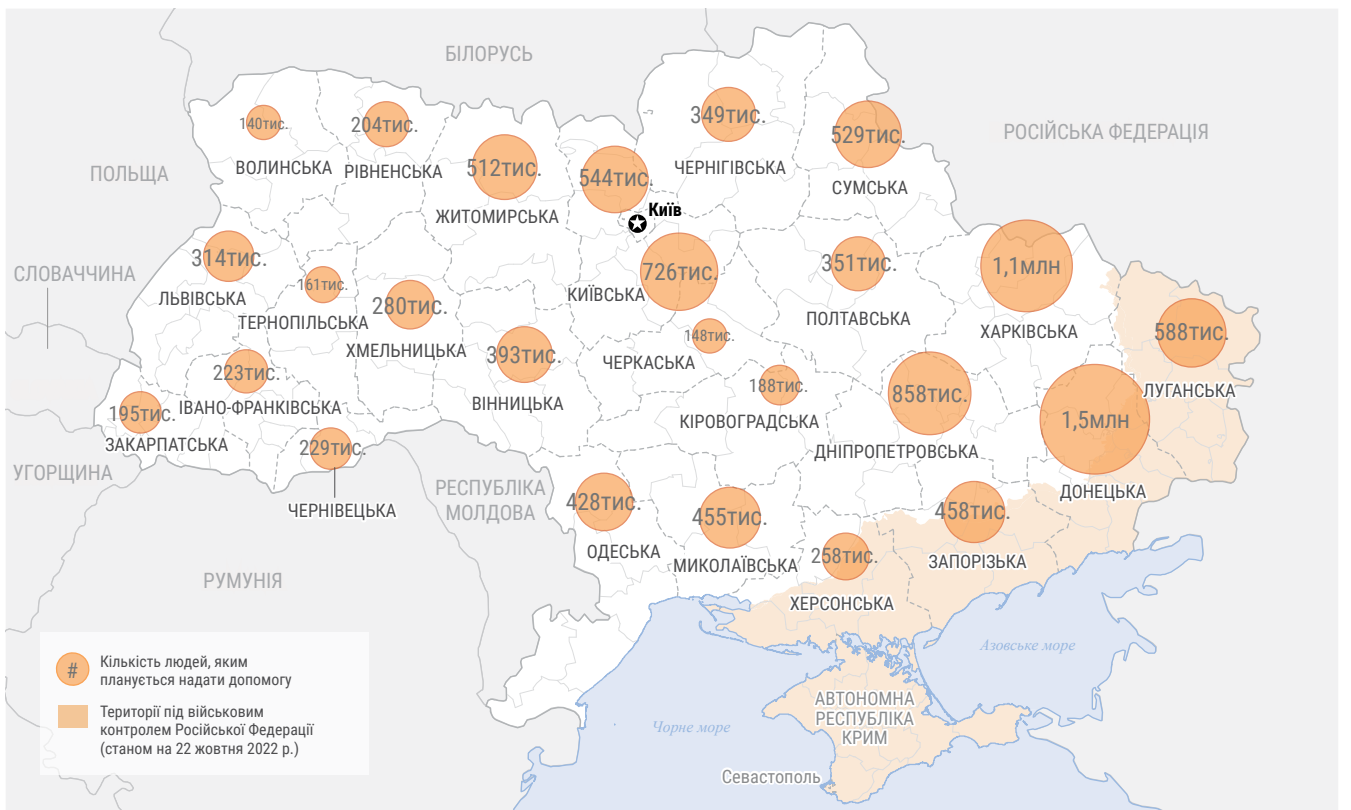 БІЛОРУСЬ
РОСІЙСЬКА ФЕДЕРАЦІЯ
ПОЛЬЩА
СЛОВАЧЧИНА
УГОРЩИНА
РУМУНІЯ
РЕСПУБЛІКА
МОЛДОВА
140тис.
ВОЛИНСЬКА
204тис.
РІВНЕНСЬКА
512тис.
ЖИТОМИРСЬКА
544тис.
Київ
349тис.
ЧЕРНІГІВСЬКА
529тис.
СУМСЬКА
314тис.
ЛЬВІВСЬКА
161тис.
ТЕРНОПІЛЬСЬКА
280тис.
ХМЕЛЬНИЦЬКА
726тис.
КИЇВСЬКА
351тис.
ПОЛТАВСЬКА
1,1млн
ХАРКІВСЬКА
588тис.
ЛУГАНСЬКА
393тис.
ВІННИЦЬКА
148тис.
ЧЕРКАСЬКА
188тис.
КІРОВОГРАДСЬКА
858тис.
ДНІПРОПЕТРОВСЬКА
1,5млн
ДОНЕЦЬКА
223тис.
ІВАНО-ФРАНКІВСЬКА
195тис.
ЗАКАРПАТСЬКА
229тис.
ЧЕРНІВЕЦЬКА
428тис.
ОДЕСЬКА
455тис.
МИКОЛАЇВСЬКА
258тис.
ХЕРСОНСЬКА
458тис.
ЗАПОРІЗЬКА
Азовське море
Чорне море
АВТОНОМНА
РЕСПУБЛІКА
КРИМ
Севастополь
#
Кількість людей, яким
планується надати допомогу
Території під військовим
контролем Російської Федерації
(станом на 22 жовтня 2022 р.)